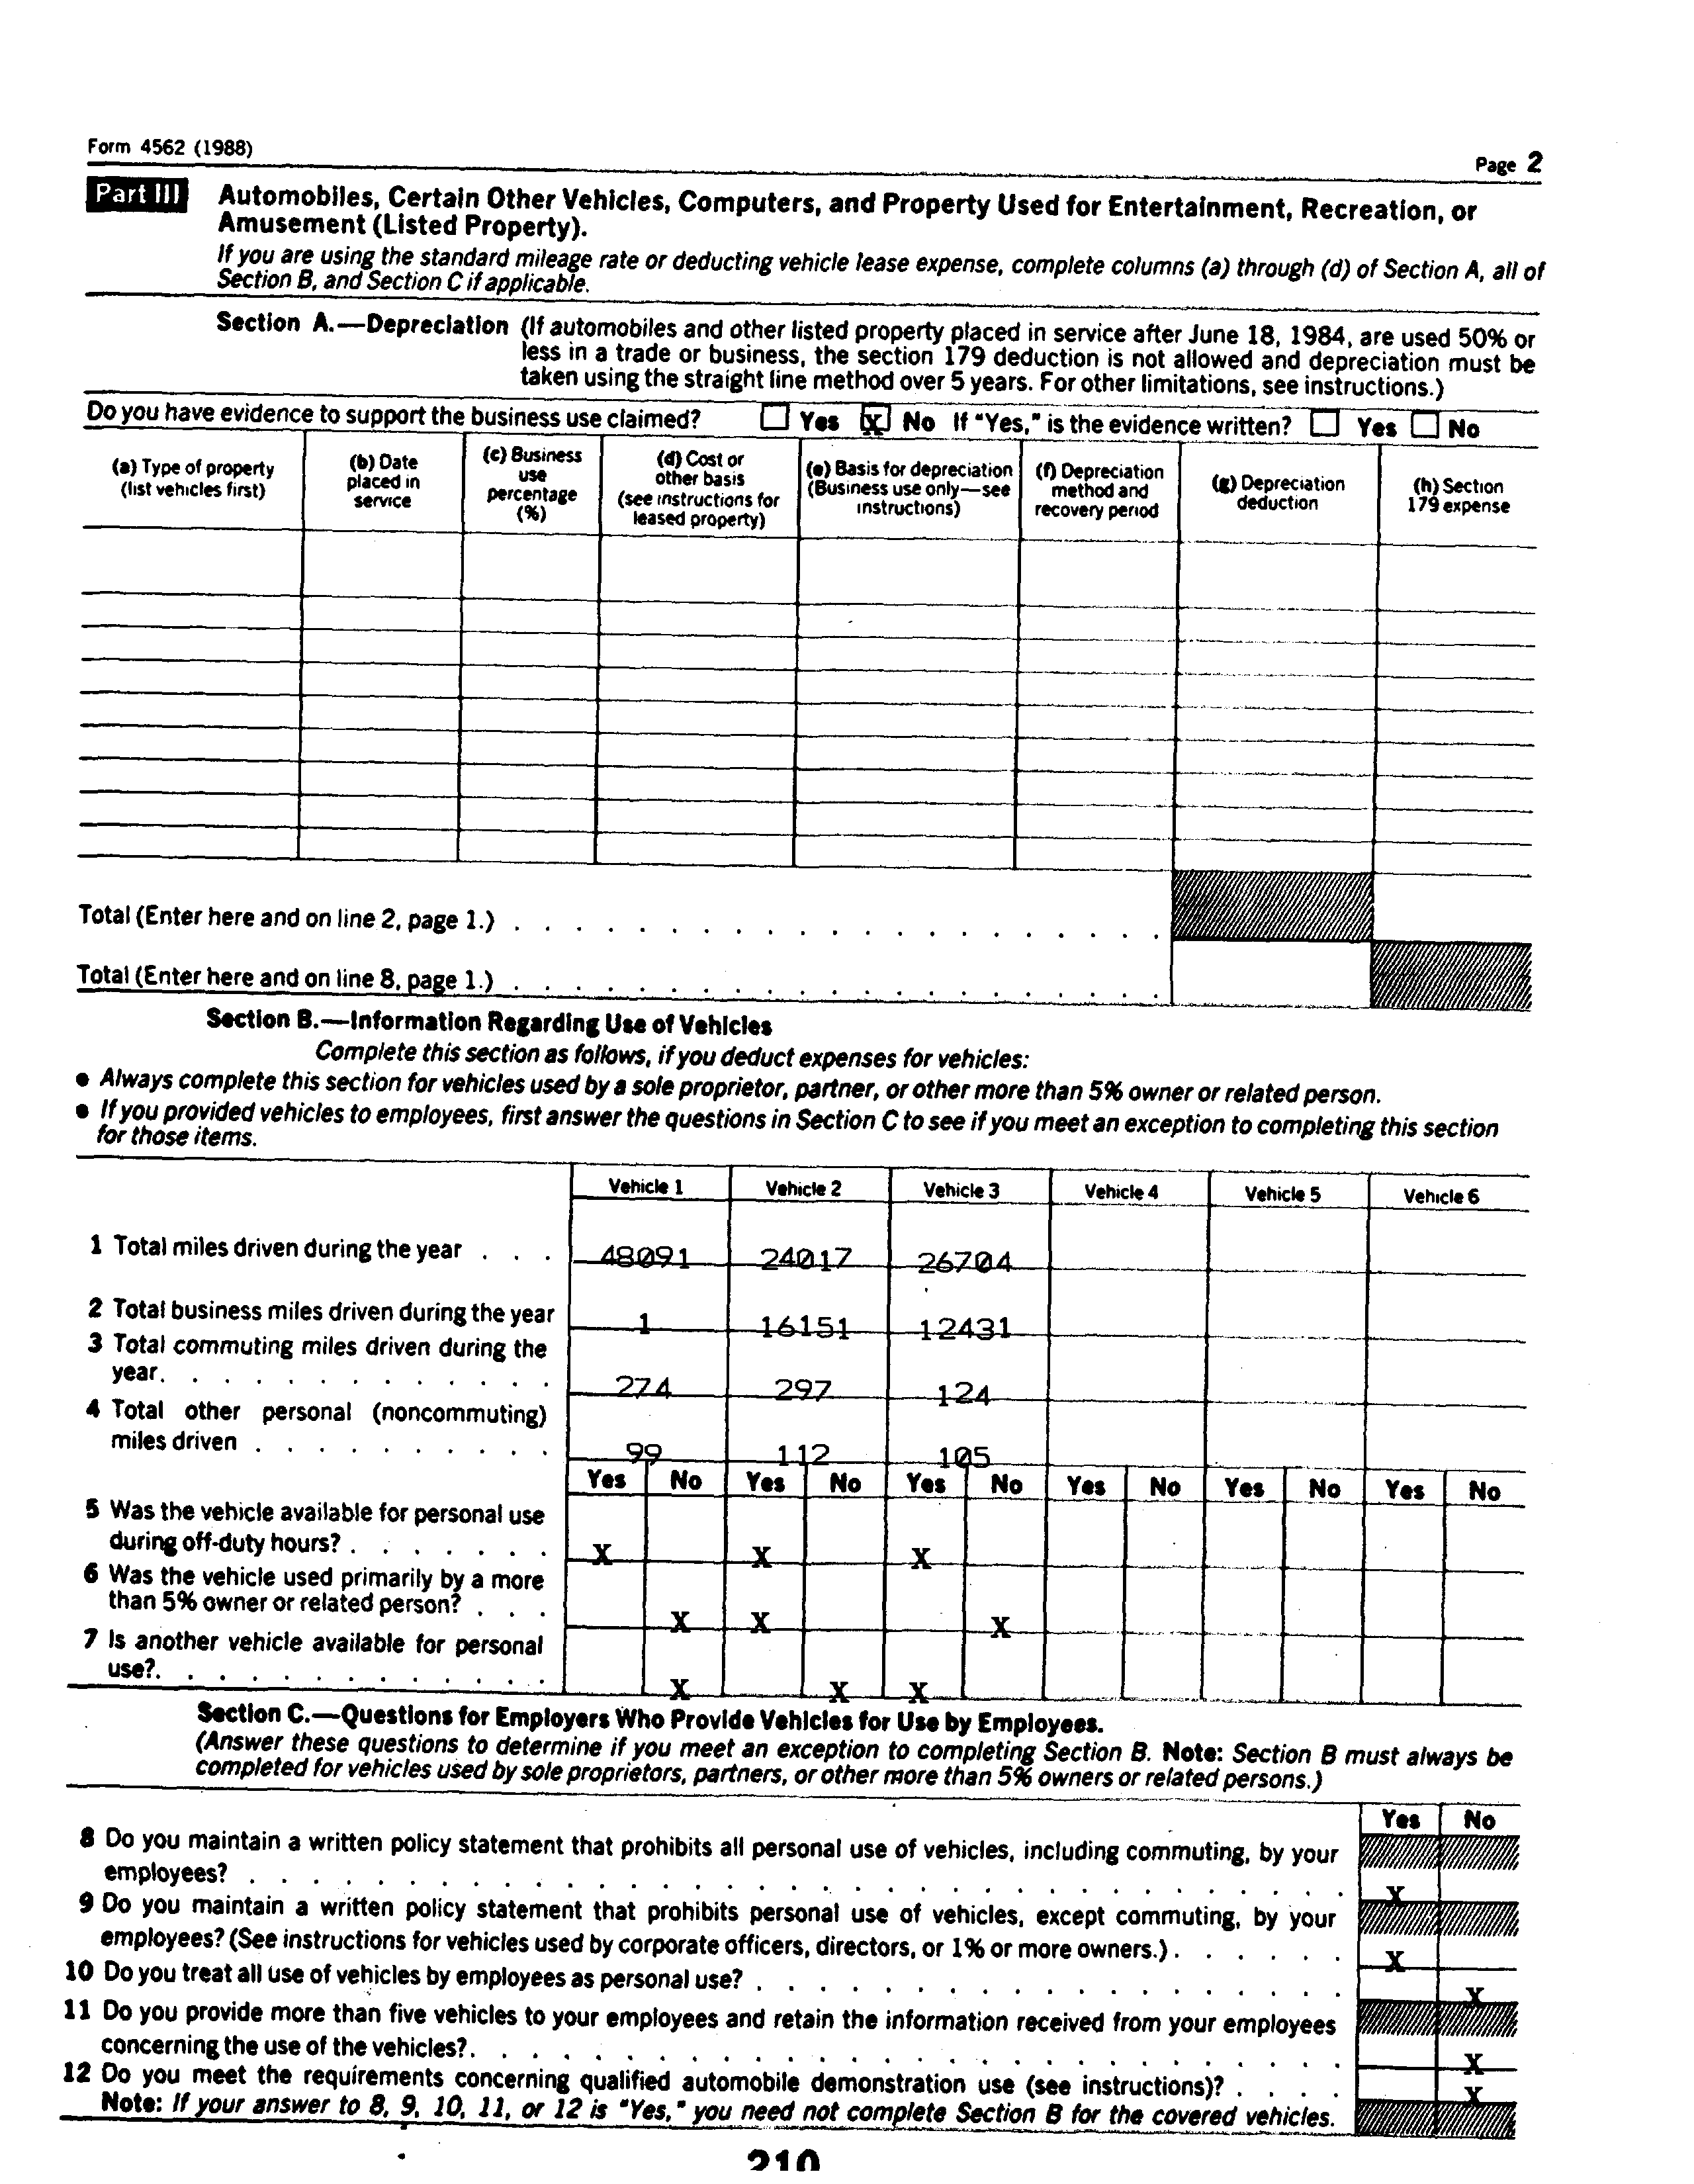 Form 4562 (1988)
Page 2
Part III Automobiles, Certain Other Vehicles, Computers, and Property Used for Entertainment, Recreation, or
Amusement (Listed Property).
If you are using the standard mileage rate or deducting vehicle lease expense, complete columns (a) through (d) of Section A, all of
Section B, and Section C if applicable.
Section A.—Depreciation (If automobiles and other listed property placed in service after June 18, 1984, are used 50% or
less in a trade or business, the section 179 deduction is not allowed and depreciation must be
taken using the straight line method over 5 years. For other limitations, see instructions.)
Do you have evidence to support the business use claimed? Yes X No If "Yes," is the evidence written? Yes No
(a) Type of property
(list vehicles first)
(b) Date
placed in
service
(c) Business
use
percentage
(%)
(d) Cost or
other basis
(see instructions for
leased property)
(e) Basis for depreciation
(Business use only—see
instructions)
(f) Depreciation
method and
recovery period
(g) Depreciation
deduction
(h) Section
179 expense
Total (Enter here and on line 2, page 1.) . . . . . . . . . . . . . . . . . . . . .
Total (Enter here and on line 8, page 1.) . . . . . . . . . . . . . . . . . . . . .
Section B.—Information Regarding Use of Vehicles
Complete this section as follows, if you deduct expenses for vehicles:
● Always complete this section for vehicles used by a sole proprietor, partner, or other more than 5% owner or related person.
● If you provided vehicles to employees, first answer the questions in Section C to see if you meet an exception to completing this section
for those items.
Vehicle 1 Vehicle 2 Vehicle 3 Vehicle 4 Vehicle 5 Vehicle 6
1 Total miles driven during the year . . . 48091 24017 26704
2 Total business miles driven during the year 1 16151 12431
3 Total commuting miles driven during the
year. . . . . . . . . . . . . 274 297 124
4 Total other personal (noncommuting)
miles driven . . . . . . . . . . 99 112 105
Yes No Yes No Yes No Yes No Yes No Yes No
5 Was the vehicle available for personal use
during off-duty hours? . . . . . . . X X X
6 Was the vehicle used primarily by a more
than 5% owner or related person? . . . X X X
7 Is another vehicle available for personal
use?. . . . . . . . . . . . . X X X
Section C.—Questions for Employers Who Provide Vehicles for Use by Employees.
(Answer these questions to determine if you meet an exception to completing Section B. Note: Section B must always be
completed for vehicles used by sole proprietors, partners, or other more than 5% owners or related persons.)
Yes No
8 Do you maintain a written policy statement that prohibits all personal use of vehicles, including commuting, by your
employees? . . . . . . . . . . . . . . . . . . . . . . . . . . . . . . . . . . . X
9 Do you maintain a written policy statement that prohibits personal use of vehicles, except commuting, by your
employees? (See instructions for vehicles used by corporate officers, directors, or 1% or more owners.) . . . . . . X
10 Do you treat all use of vehicles by employees as personal use? . . . . . . . . . . . . . . . . . . . X
11 Do you provide more than five vehicles to your employees and retain the information received from your employees
concerning the use of the vehicles?. . . . . . . . . . . . . . . . . . . . . . . . . . . . X
12 Do you meet the requirements concerning qualified automobile demonstration use (see instructions)? . . . . X
Note: If your answer to 8, 9, 10, 11, or 12 is "Yes," you need not complete Section B for the covered vehicles.
210